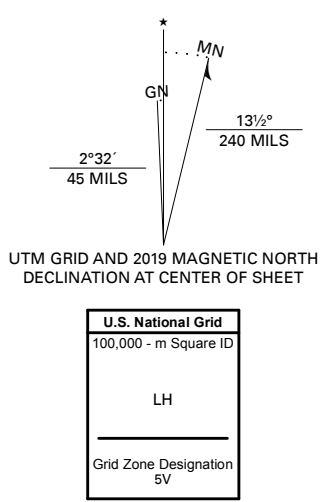 ★
MN
GN
13½°
240 MILS
2°32´
45 MILS
UTM GRID AND 2019 MAGNETIC NORTH
DECLINATION AT CENTER OF SHEET
U.S. National Grid
100,000 - m Square ID
LH
Grid Zone Designation
5V